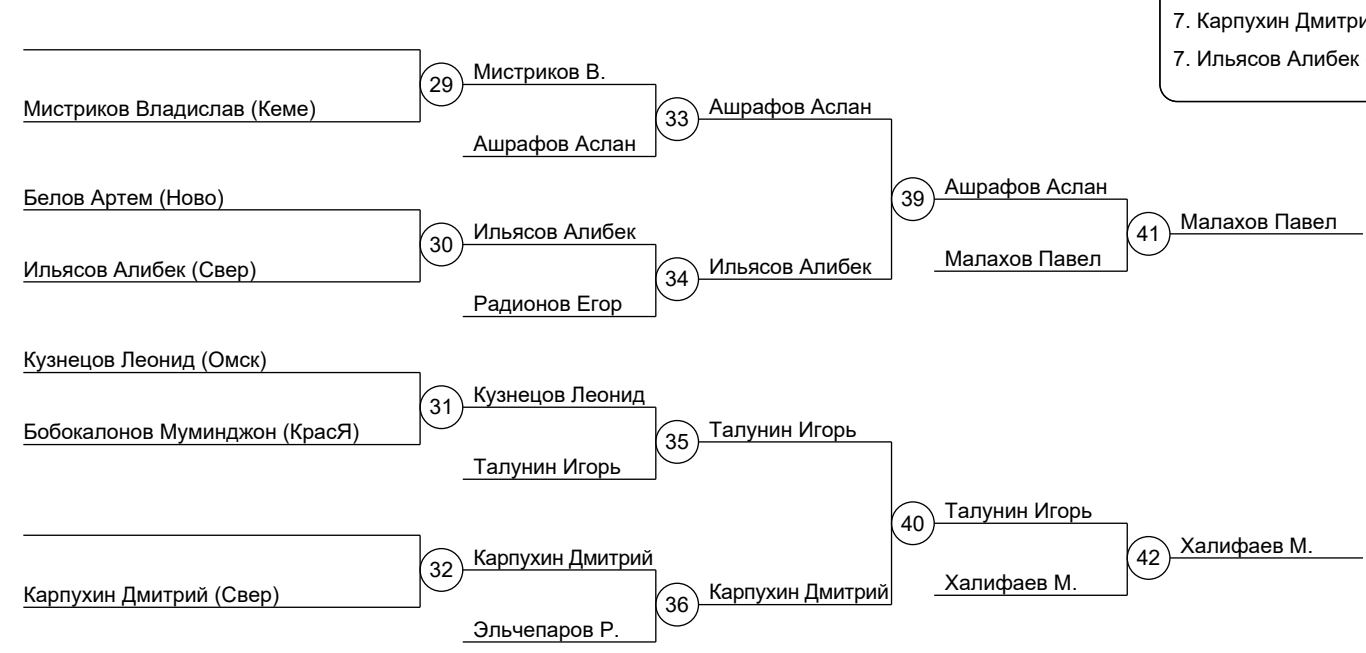 7. Карпухин Дмитри
7. Ильясов Алибек
Мистриков Владислав (Кеме)
29
Мистриков В.
Ашрафов Аслан
33
Ашрафов Аслан
Белов Артем (Ново)
Ильясов Алибек (Свер)
30
Ильясов Алибек
Радионов Егор
34
Ильясов Алибек
39
Ашрафов Аслан
Малахов Павел
41
Малахов Павел
Кузнецов Леонид (Омск)
Бобокалонов Муминджон (КрасЯ)
31
Кузнецов Леонид
Талунин Игорь
35
Талунин Игорь
Карпухин Дмитрий (Свер)
32
Карпухин Дмитрий
Эльчепаров Р.
36
Карпухин Дмитрий
40
Талунин Игорь
Халифаев М.
42
Халифаев М.